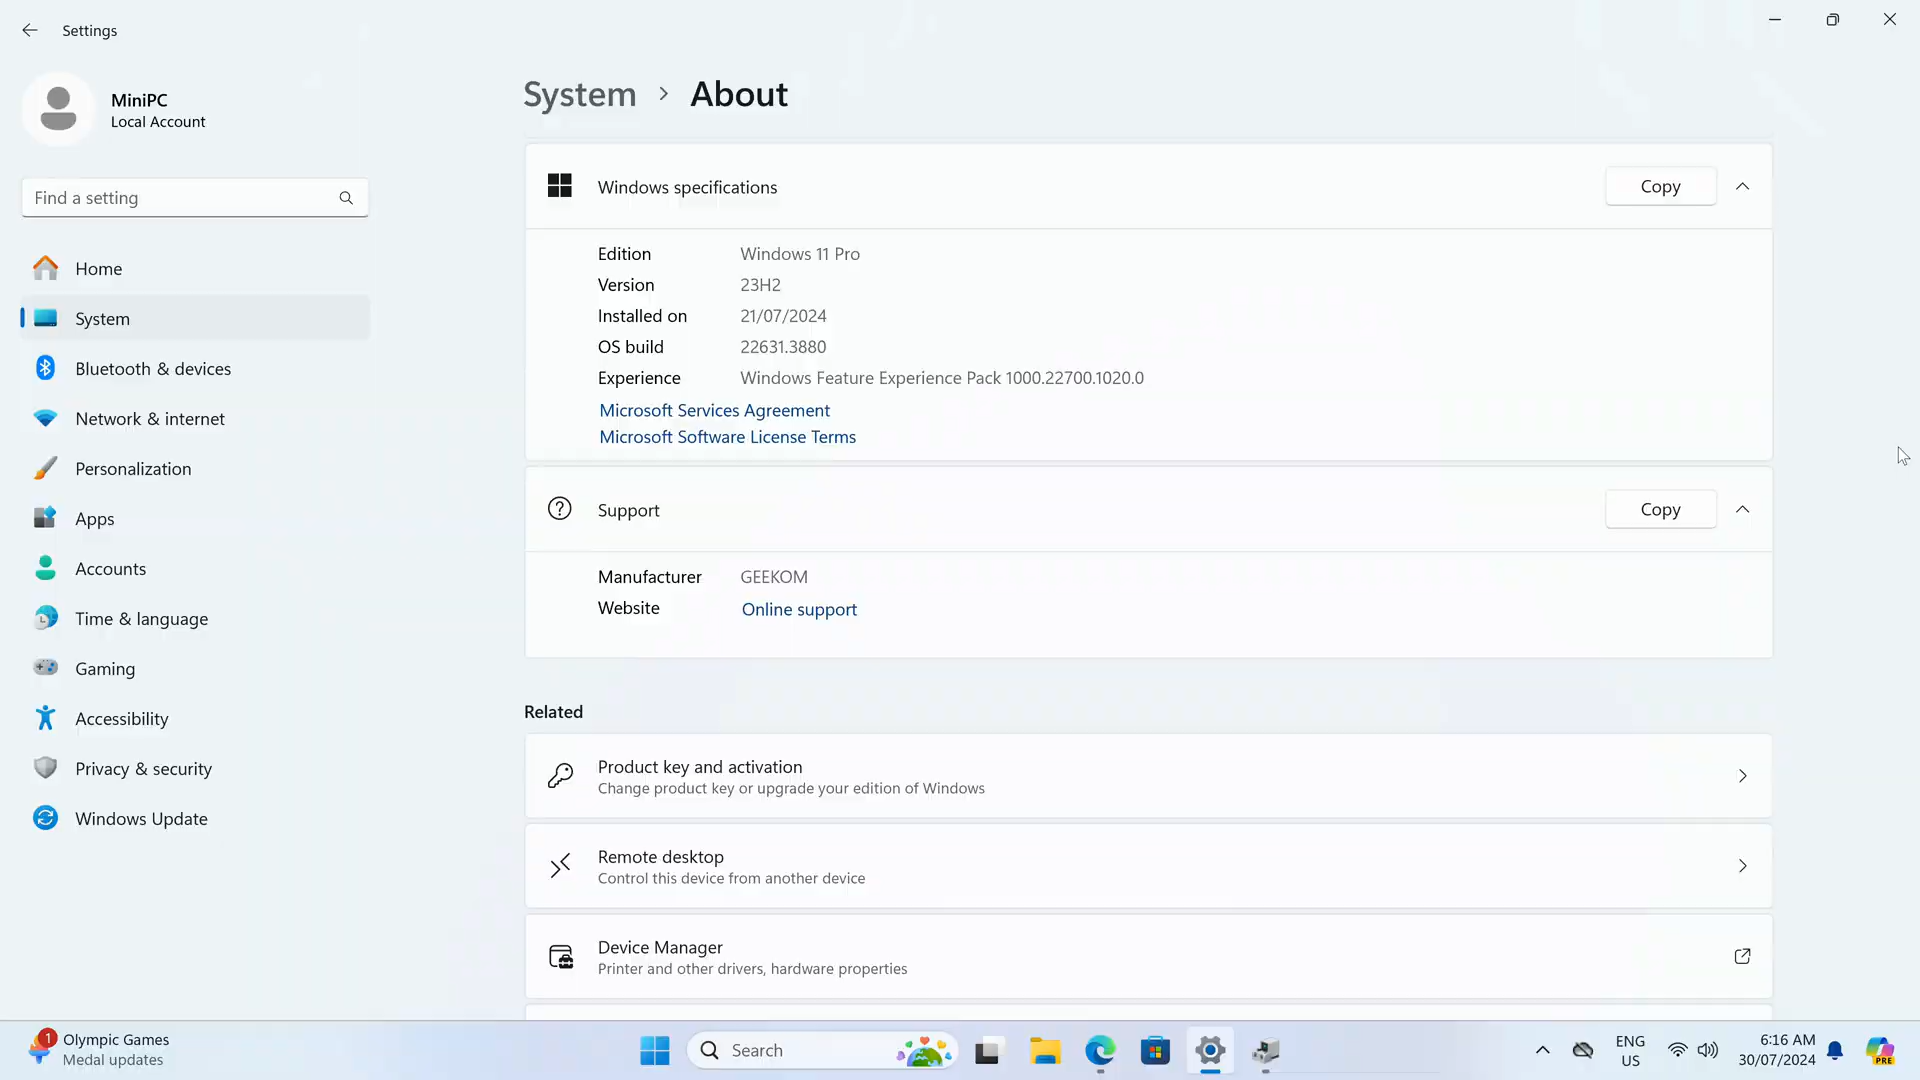 Settings
MiniPC
Local Account
Find a setting
Home
System
Bluetooth & devices
Network & internet
Personalization
Apps
Accounts
Time & language
Gaming
Accessibility
Privacy & security
Windows Update
System > About
Windows specifications
Copy
Edition Windows 11 Pro
Version 23H2
Installed on 21/07/2024
OS build 22631.3880
Experience Windows Feature Experience Pack 1000.22700.1020.0
Microsoft Services Agreement
Microsoft Software License Terms
Support
Copy
Manufacturer GEEKOM
Website Online support
Related
Product key and activation
Change product key or upgrade your edition of Windows
Remote desktop
Control this device from another device
Device Manager
Printer and other drivers, hardware properties
1
Olympic Games
Medal updates
Search
ENG
US
6:16 AM
30/07/2024
PRE